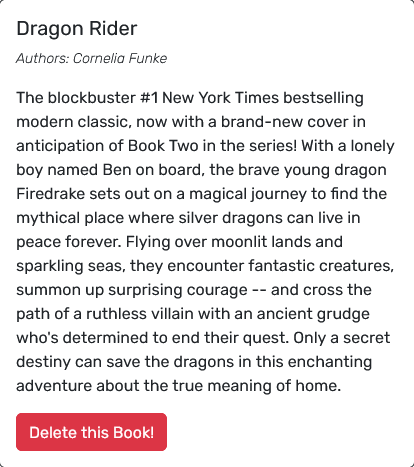 Dragon Rider
Authors: Cornelia Funke
The blockbuster #1 New York Times bestselling
modern classic, now with a brand-new cover in
anticipation of Book Two in the series! With a lonely
boy named Ben on board, the brave young dragon
Firedrake sets out on a magical journey to find the
mythical place where silver dragons can live in
peace forever. Flying over moonlit lands and
sparkling seas, they encounter fantastic creatures,
summon up surprising courage -- and cross the
path of a ruthless villain with an ancient grudge
who's determined to end their quest. Only a secret
destiny can save the dragons in this enchanting
adventure about the true meaning of home.
Delete this Book!